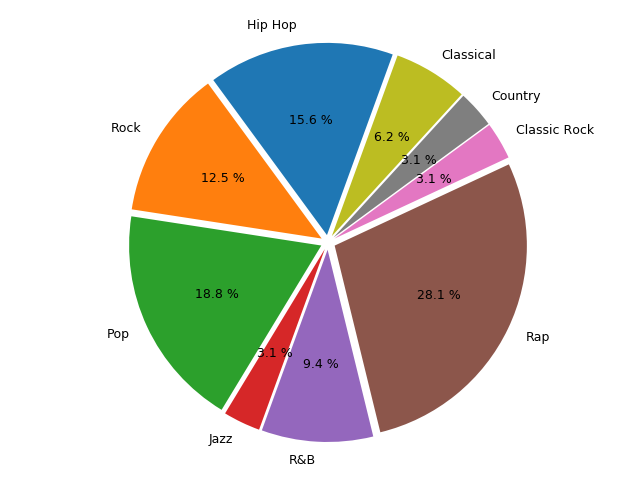 Hip Hop
Classical
Country
Classic Rock
Rock
Pop
Jazz
R&B
Rap
15.6 %
6.2 %
3.1 %
3.1 %
12.5 %
18.8 %
3.1 %
9.4 %
28.1 %